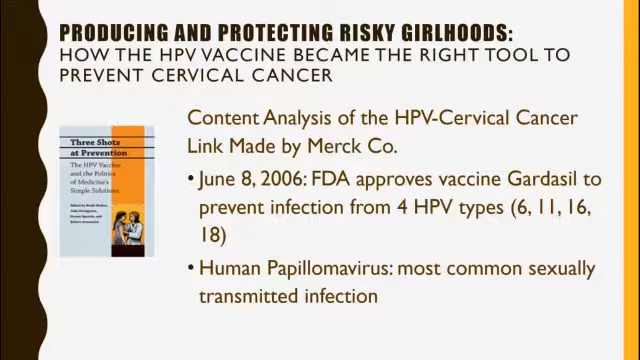 PRODUCING AND PROTECTING RISKY GIRLHOODS:
HOW THE HPV VACCINE BECAME THE RIGHT TOOL TO
PREVENT CERVICAL CANCER
Three Shots
at Prevention
The HPV Vaccine
and the Politics
of Medicine's
Simple Solutions
Content Analysis of the HPV-Cervical Cancer
Link Made by Merck Co.
•June 8, 2006: FDA approves vaccine Gardasil to
prevent infection from 4 HPV types (6, 11, 16,
18)
•Human Papillomavirus: most common sexually
transmitted infection